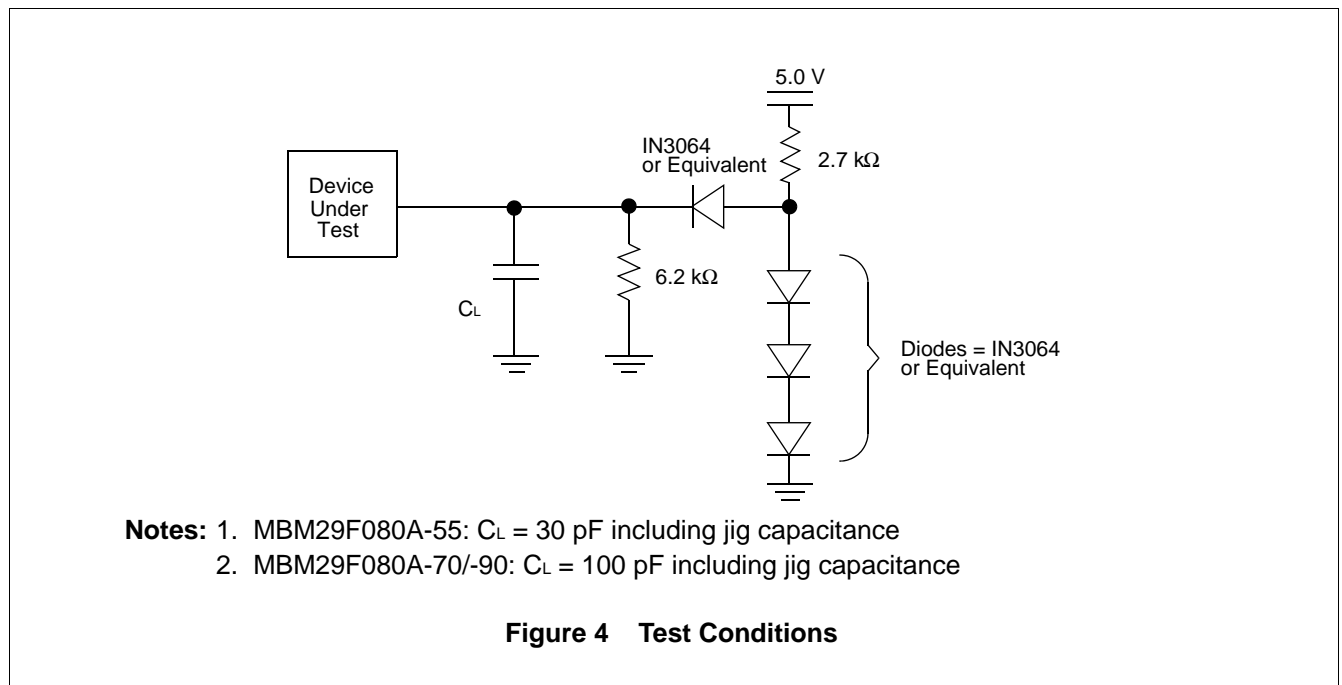 5.0 V
IN3064
or Equivalent
2.7 kΩ
Device
Under
Test
6.2 kΩ
CL
Diodes = IN3064
or Equivalent
Notes: 1. MBM29F080A-55: CL = 30 pF including jig capacitance
2. MBM29F080A-70/-90: CL = 100 pF including jig capacitance
Figure 4 Test Conditions